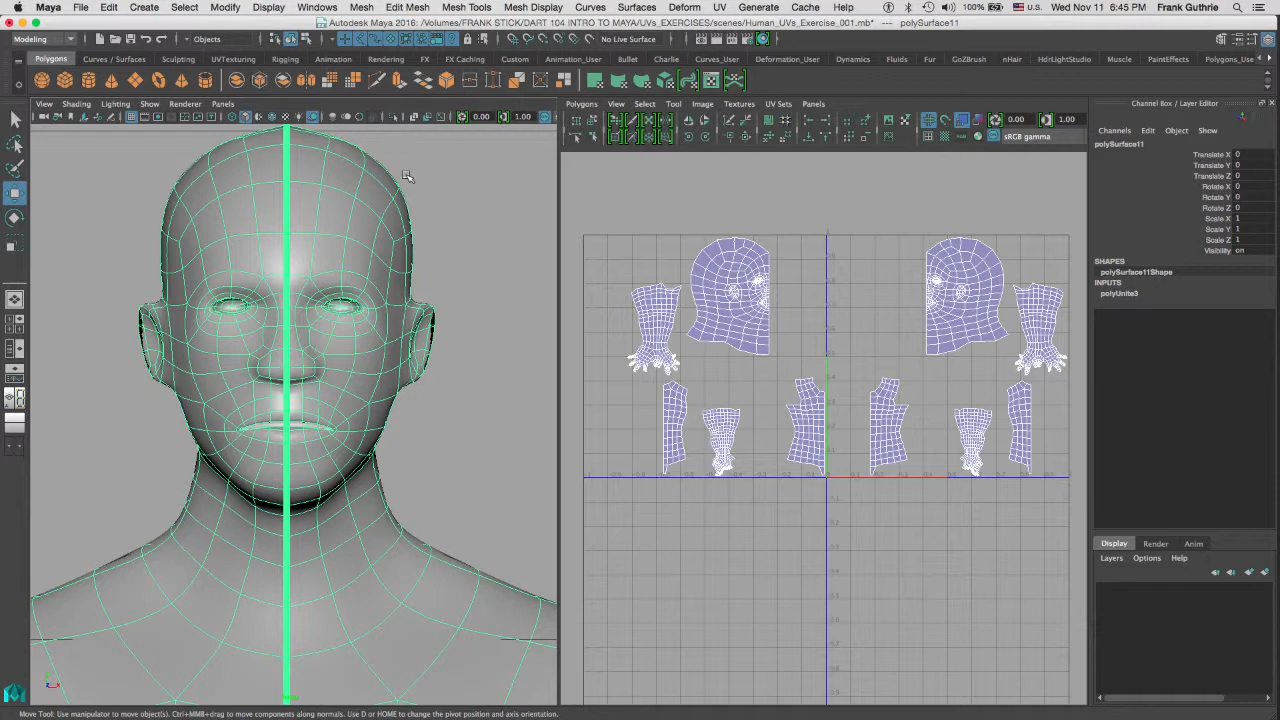 Maya File Edit Create Select Modify Display Windows Mesh Edit Mesh Mesh Tools Mesh Display Curves Surfaces Deform UV Generate Cache Help 100% U.S. Wed Nov 11 6:45 PM Frank Guthrie
Autodesk Maya 2016: /Volumes/FRANK STICK/DART 104 INTRO TO MAYA/UVs_EXERCISES/scenes/Human_UVs_Exercise_001.mb* --- polySurface11
Modeling Objects No Live Surface
Polygons Curves / Surfaces Sculpting UVTexturing Rigging Animation Rendering FX FX Caching Custom Animation_User Bullet Charlie Deformation_User Dynamics Fluids Fur GoZBrush nHair HdrLightStudio Muscle PaintEffects Polygons_Use
View Shading Lighting Show Renderer Panels
0.00 1.00
Polygons View Select Tool Image Textures UV Sets Panels
0.00 1.00
sRGB gamma
Channel Box / Layer Editor
Channels Edit Object Show
polySurface11
Translate X 0
Translate Y 0
Translate Z 0
Rotate X 0
Rotate Y 0
Rotate Z 0
Scale X 1
Scale Y 1
Scale Z 1
Visibility on
SHAPES
polySurface11Shape
INPUTS
polyUnite3
Display Render Anim
Layers Options Help
Move Tool: Use manipulator to move object(s). Ctrl+MMB+drag to move components along normals. Use D or HOME to change the pivot position and axis orientation.